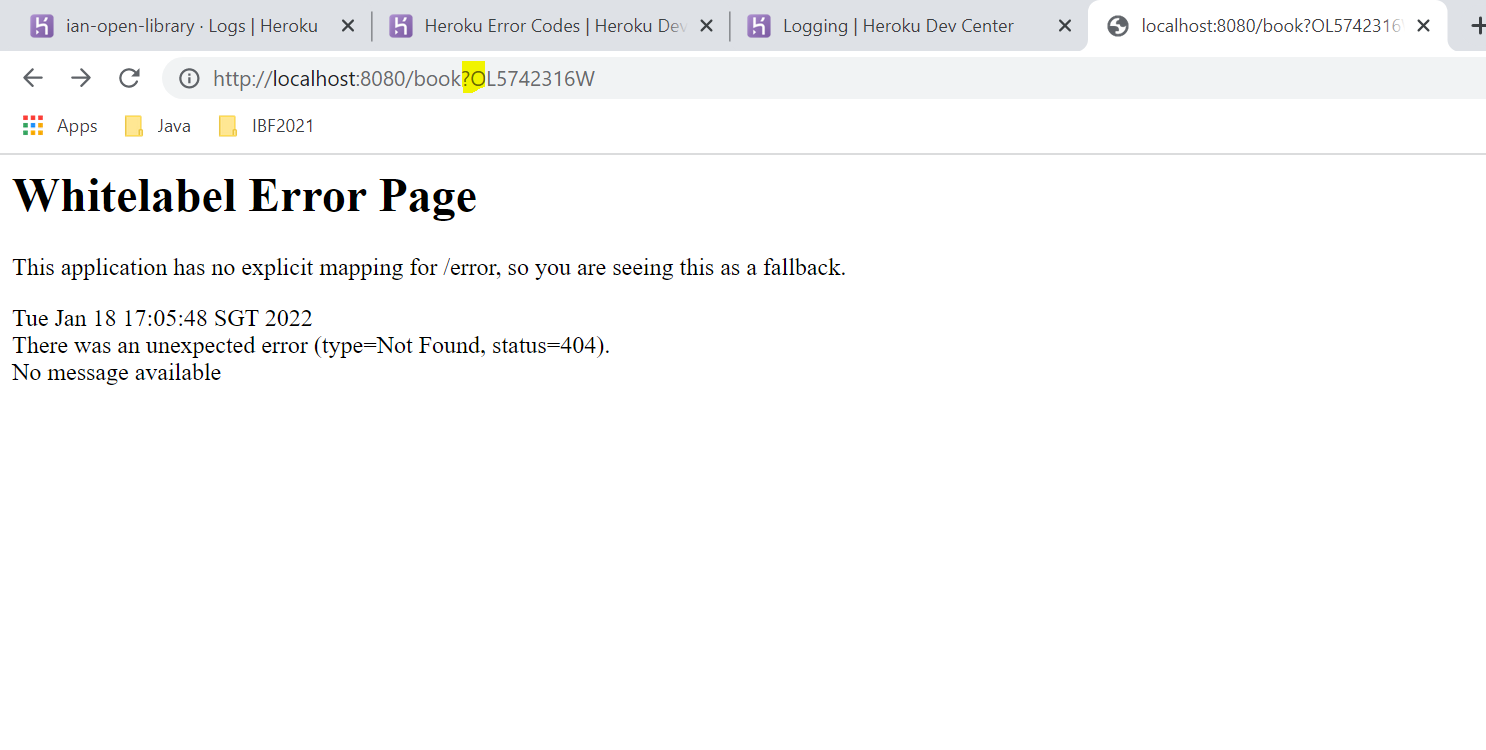 ian-open-library · Logs | Heroku
Heroku Error Codes | Heroku Dev
Logging | Heroku Dev Center
localhost:8080/book?OL5742316
http://localhost:8080/book?OL5742316W
Apps
Java
IBF2021
Whitelabel Error Page
This application has no explicit mapping for /error, so you are seeing this as a fallback.
Tue Jan 18 17:05:48 SGT 2022
There was an unexpected error (type=Not Found, status=404).
No message available